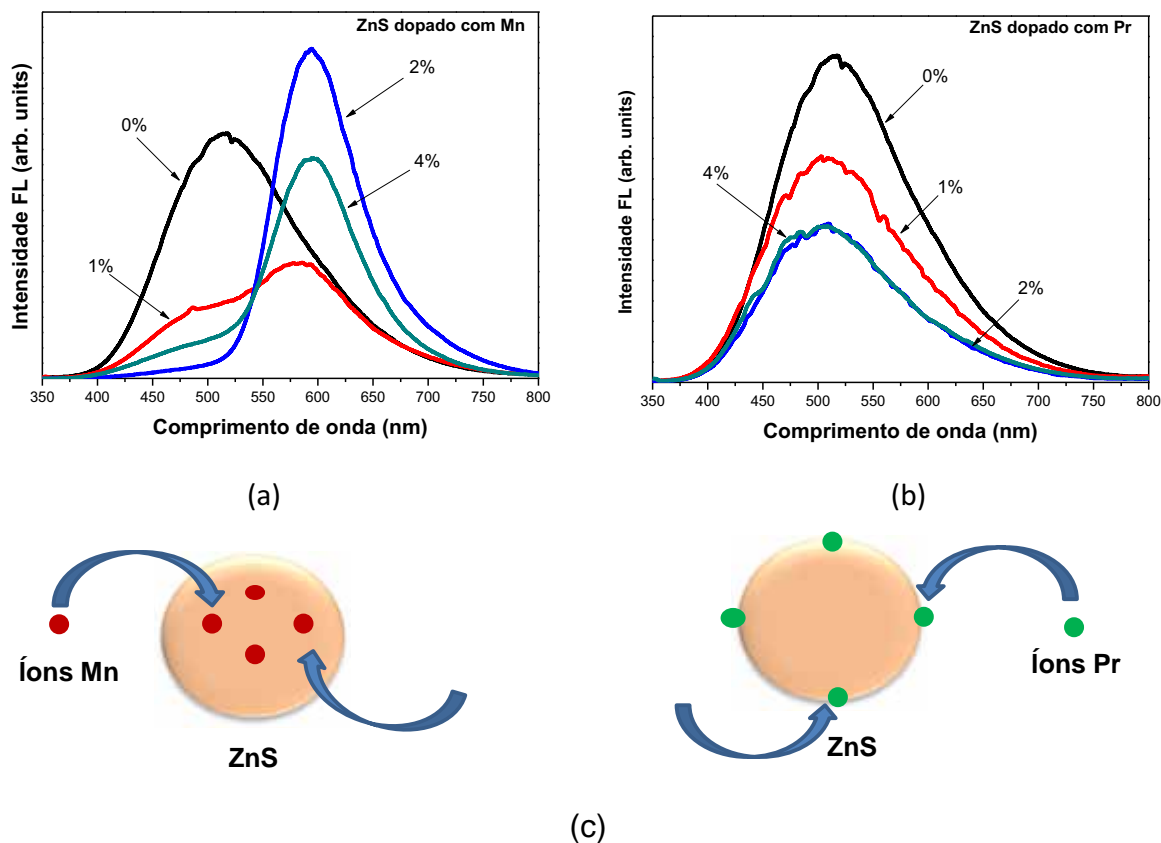 ZnS dopado com Mn
Intensidade FL (arb. units)
0%
2%
4%
1%
350 400 450 500 550 600 650 700 750 800
Comprimento de onda (nm)
(a)
ZnS dopado com Pr
Intensidade FL (arb. units)
0%
4%
1%
2%
350 400 450 500 550 600 650 700 750 800
Comprimento de onda (nm)
(b)
Íons Mn
ZnS
Íons Pr
ZnS
(c)